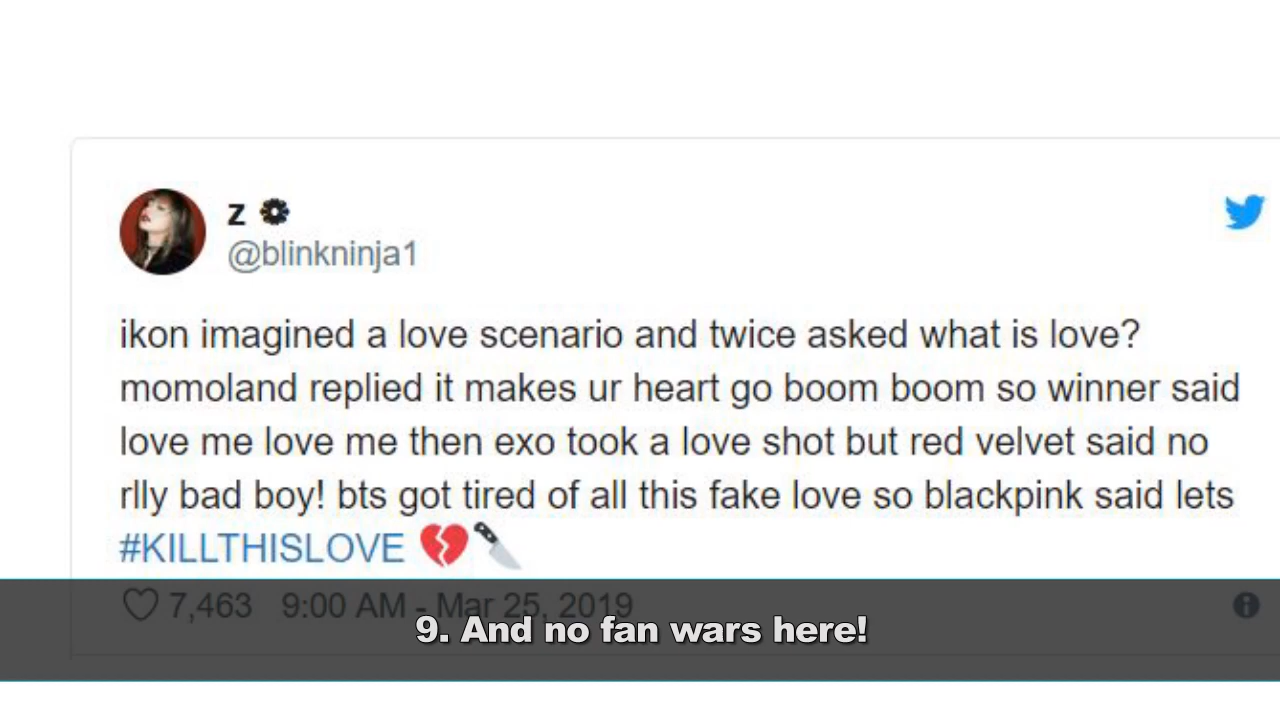 z
@blinkninja1
ikon imagined a love scenario and twice asked what is love?
momoland replied it makes ur heart go boom boom so winner said
love me love me then exo took a love shot but red velvet said no
rlly bad boy! bts got tired of all this fake love so blackpink said lets
#KILLTHISLOVE 💔🔪
7,463 9:00 AM - Mar 25, 2019
9. And no fan wars here!